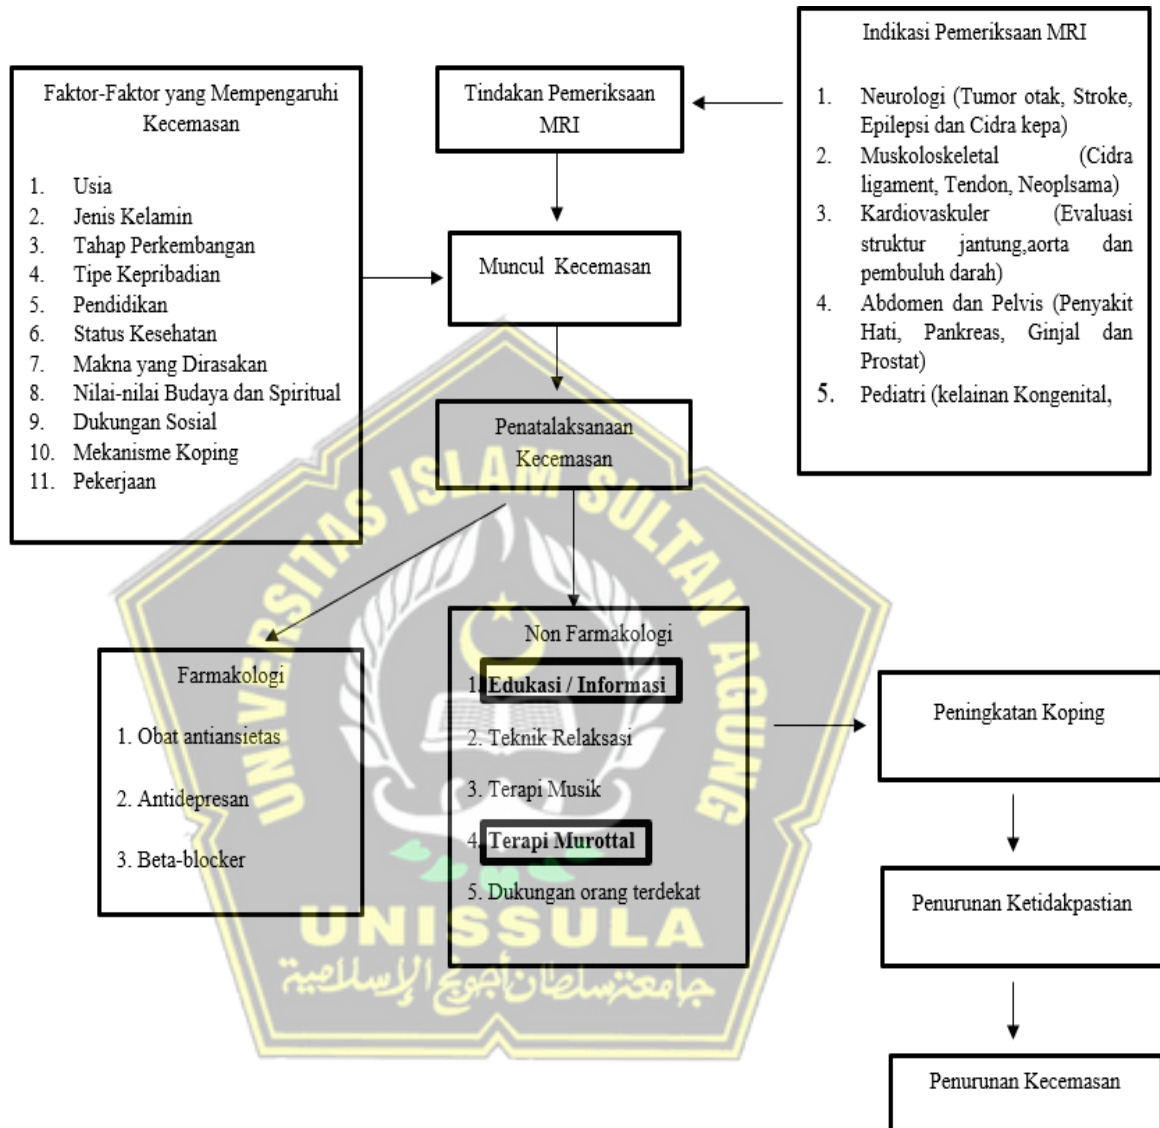 Indikasi Pemeriksaan MRI
1. Neurologi (Tumor otak, Stroke,
Epilepsi dan Cidra kepa)
2. Muskoloskeletal (Cidra
ligament, Tendon, Neoplsama)
3. Kardiovaskuler (Evaluasi
struktur jantung,aorta dan
pembuluh darah)
4. Abdomen dan Pelvis (Penyakit
Hati, Pankreas, Ginjal dan
Prostat)
5. Pediatri (kelainan Kongenital,
Faktor-Faktor yang Mempengaruhi
Kecemasan
1. Usia
2. Jenis Kelamin
3. Tahap Perkembangan
4. Tipe Kepribadian
5. Pendidikan
6. Status Kesehatan
7. Makna yang Dirasakan
8. Nilai-nilai Budaya dan Spiritual
9. Dukungan Sosial
10. Mekanisme Koping
11. Pekerjaan
Tindakan Pemeriksaan
MRI
Muncul Kecemasan
Penatalaksanaan
Kecemasan
Farmakologi
1. Obat antiansietas
2. Antidepresan
3. Beta-blocker
Non Farmakologi
1. Edukasi / Informasi
2. Teknik Relaksasi
3. Terapi Musik
4. Terapi Murottal
5. Dukungan orang terdekat
Peningkatan Koping
Penurunan Ketidakpastian
Penurunan Kecemasan
UNIVERSITAS ISLAM SULTAN AGUNG
UNISSULA
جامعة سلطان أجونج الإسلامية